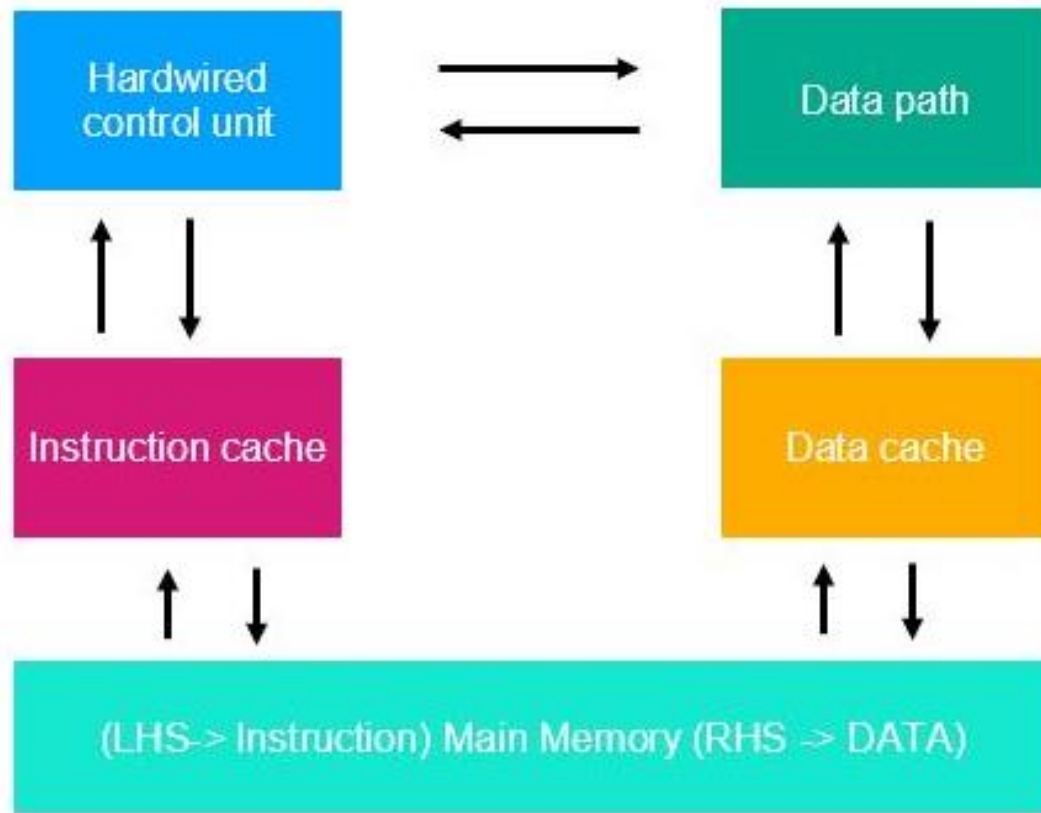 Hardwired
control unit
Data path
Instruction cache
Data cache
(LHS-> Instruction) Main Memory (RHS -> DATA)